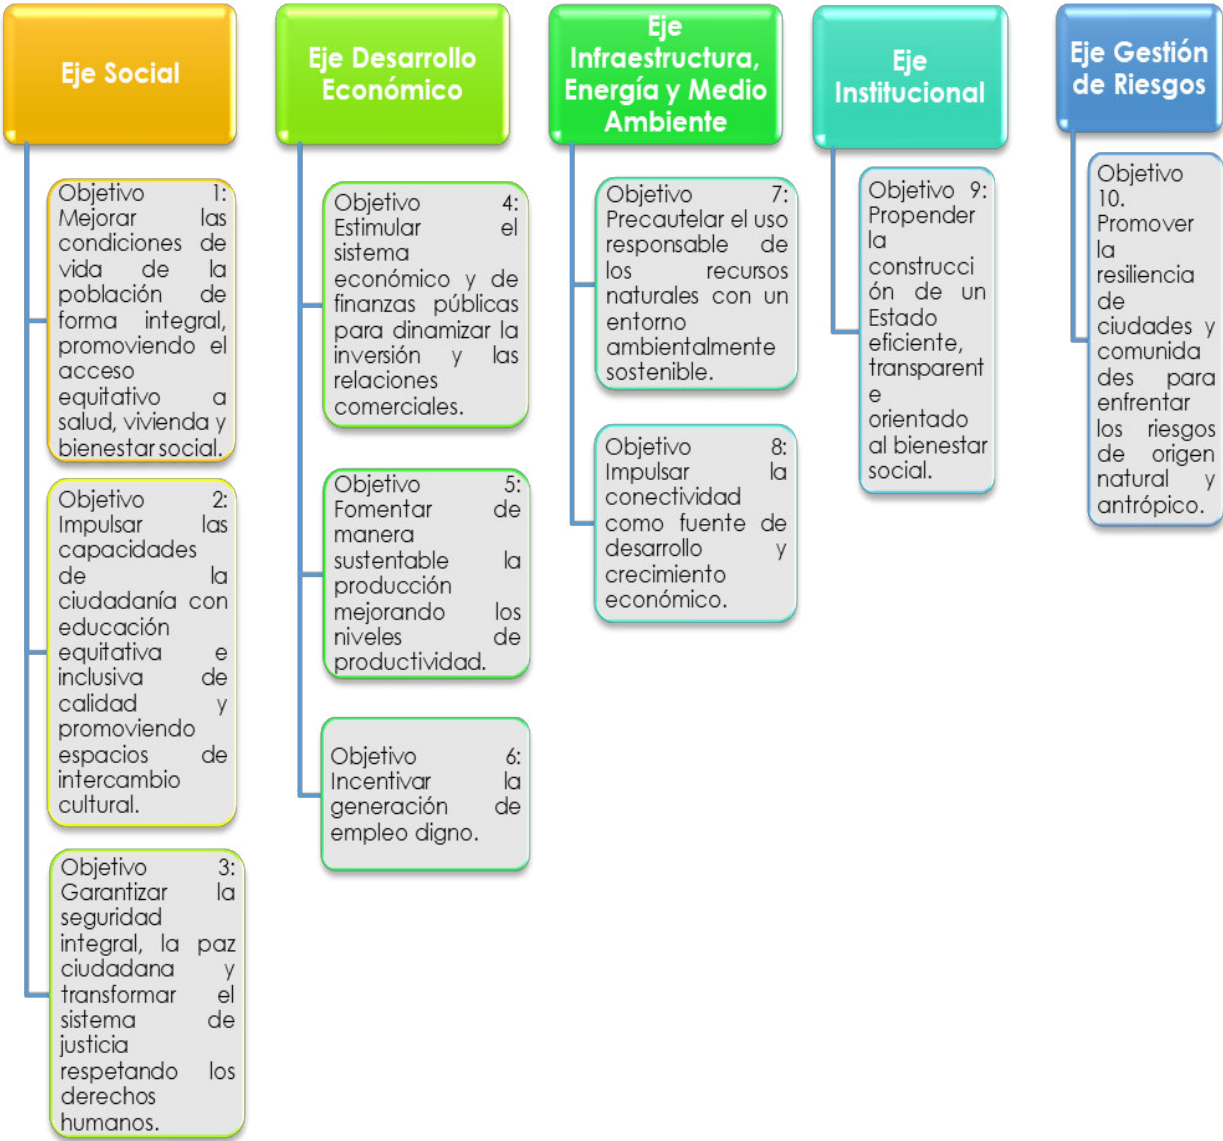 Eje Social
Objetivo 1:
Mejorar las
condiciones de
vida de la
población de
forma integral,
promoviendo el
acceso
equitativo a
salud, vivienda y
bienestar social.
Objetivo 2:
Impulsar las
capacidades
de la
ciudadanía con
educación
equitativa e
inclusiva de
calidad y
promoviendo
espacios de
intercambio
cultural.
Objetivo 3:
Garantizar la
seguridad
integral, la paz
ciudadana y
transformar el
sistema de
justicia
respetando los
derechos
humanos.
Eje Desarrollo
Económico
Objetivo 4:
Estimular el
sistema
económico y de
finanzas públicas
para dinamizar la
inversión y las
relaciones
comerciales.
Objetivo 5:
Fomentar de
manera
sustentable la
producción
mejorando los
niveles de
productividad.
Objetivo 6:
Incentivar la
generación de
empleo digno.
Eje
Infraestructura,
Energía y Medio
Ambiente
Objetivo 7:
Precautelar el uso
responsable de
los recursos
naturales con un
entorno
ambientalmente
sostenible.
Objetivo 8:
Impulsar la
conectividad
como fuente de
desarrollo y
crecimiento
económico.
Eje
Institucional
Objetivo 9:
Propender
la
construcci
ón de un
Estado
eficiente,
transparent
e
orientado
al bienestar
social.
Eje Gestión
de Riesgos
Objetivo
10.
Promover
la
resiliencia
de
ciudades y
comunida
des para
enfrentar
los riesgos
de origen
natural y
antrópico.